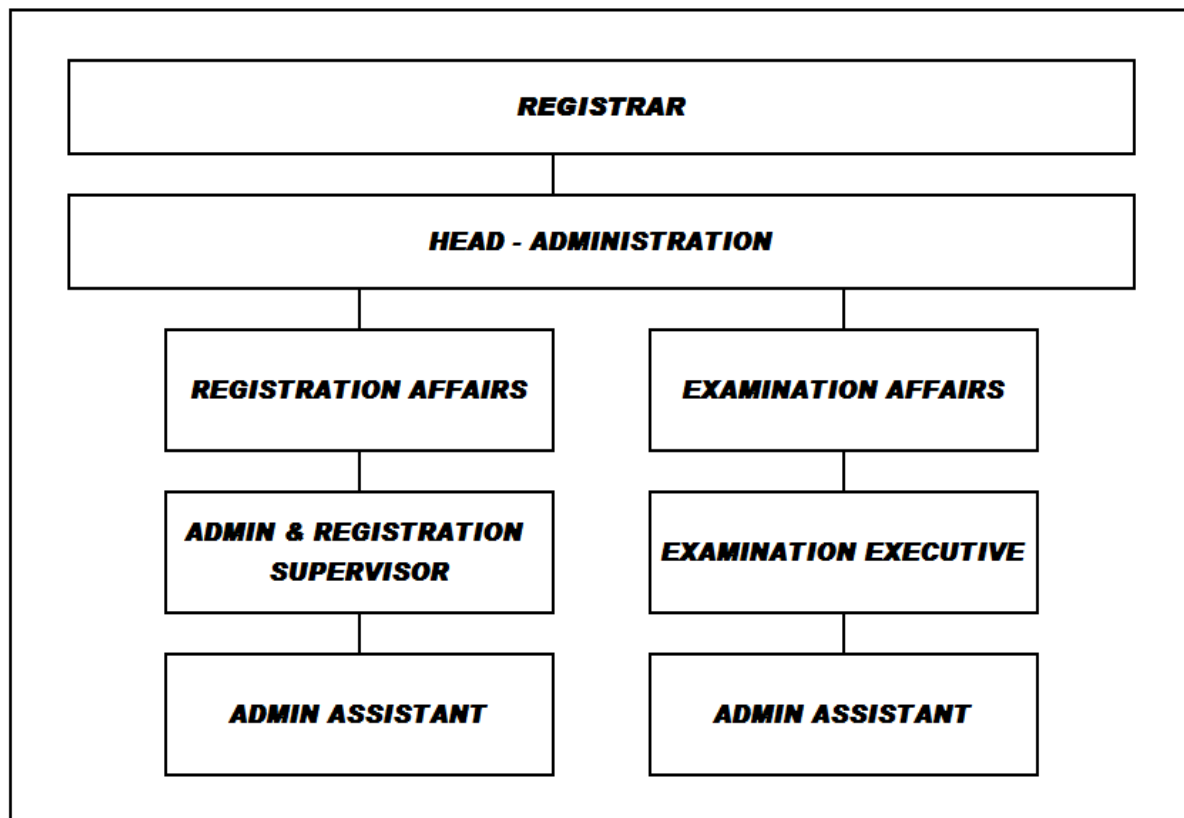 REGISTRAR
HEAD - ADMINISTRATION
REGISTRATION AFFAIRS
EXAMINATION AFFAIRS
ADMIN & REGISTRATION
SUPERVISOR
EXAMINATION EXECUTIVE
ADMIN ASSISTANT
ADMIN ASSISTANT